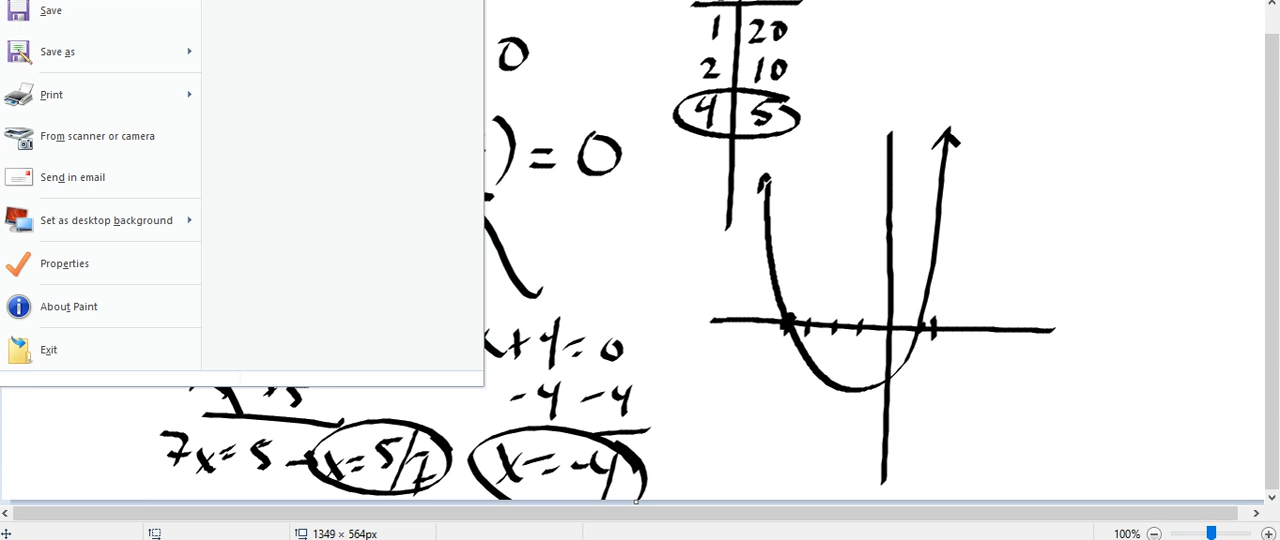 Save
Save as
Print
From scanner or camera
Send in email
Set as desktop background
Properties
About Paint
Exit
0
) = 0
x+4=0
-4 -4
7x=5 x=5/7 x=-4
1 20
2 10
4 5
1349 × 564px
100%